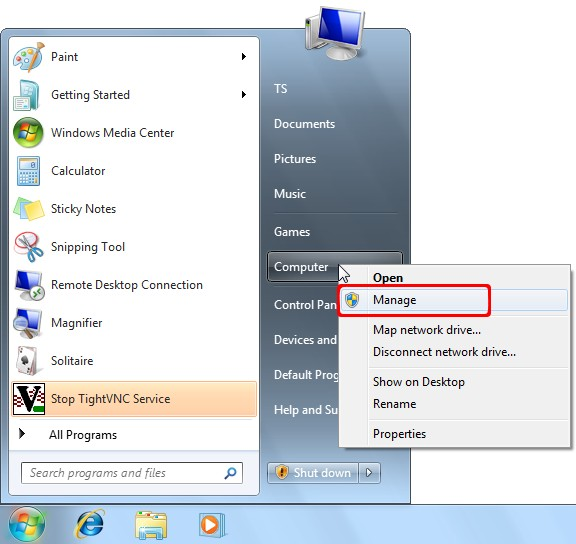 Paint
Getting Started
Windows Media Center
Calculator
Sticky Notes
Snipping Tool
Remote Desktop Connection
Magnifier
Solitaire
V
Stop TightVNC Service
All Programs
Search programs and files
TS
Documents
Pictures
Music
Games
Computer
Control Pan
Devices and
Default Prog
Help and Su
Shut down
Open
Manage
Map network drive...
Disconnect network drive...
Show on Desktop
Rename
Properties